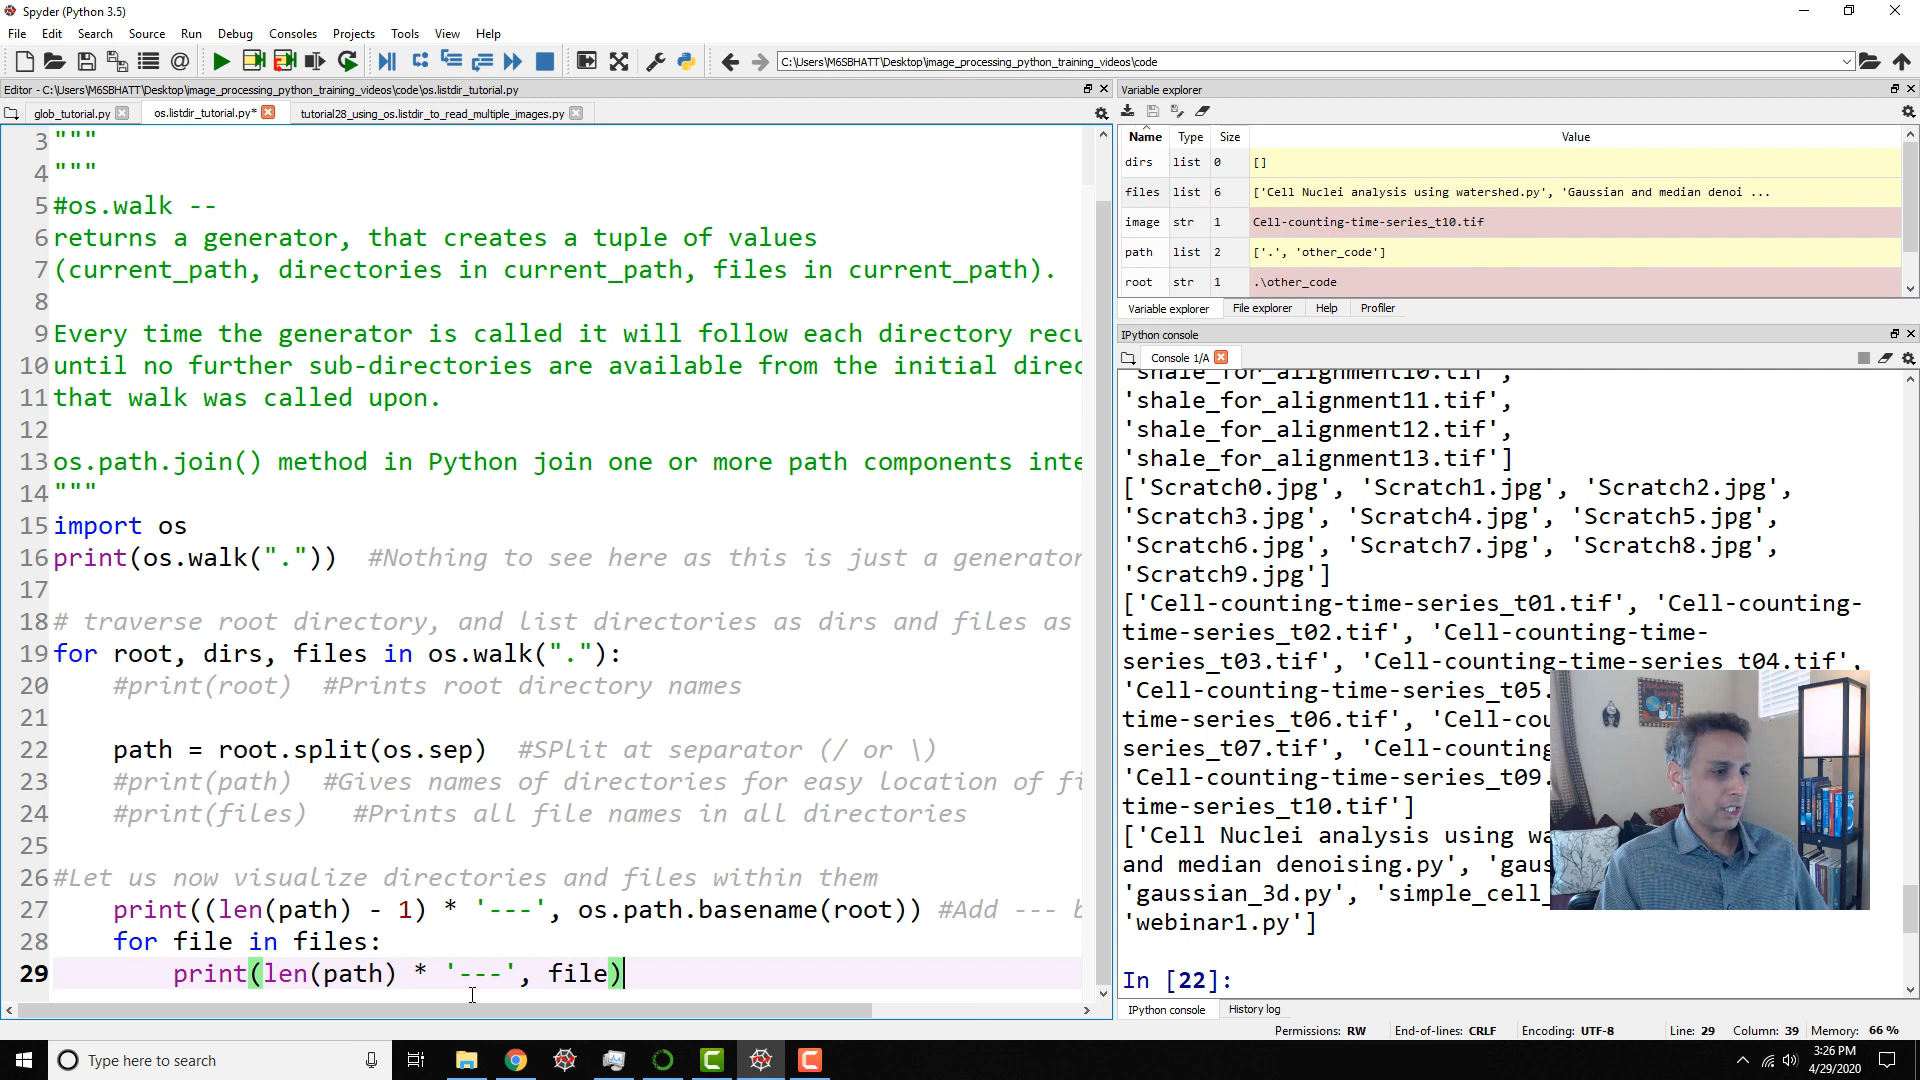 Spyder (Python 3.5)
File Edit Search Source Run Debug Consoles Projects Tools View Help
C:\Users\M6SBHATT\Desktop\image_processing_python_training_videos\code
Editor - C:\Users\M6SBHATT\Desktop\image_processing_python_training_videos\code\os.listdir_tutorial.py
glob_tutorial.py os.listdir_tutorial.py* tutorial28_using_os.listdir_to_read_multiple_images.py
3 """
4 """
5 #os.walk --
6 returns a generator, that creates a tuple of values
7 (current_path, directories in current_path, files in current_path).
8
9 Every time the generator is called it will follow each directory recu
10 until no further sub-directories are available from the initial direc
11 that walk was called upon.
12
13 os.path.join() method in Python join one or more path components inte
14 """
15 import os
16 print(os.walk(".")) #Nothing to see here as this is just a generator
17
18 # traverse root directory, and list directories as dirs and files as
19 for root, dirs, files in os.walk("."):
20 #print(root) #Prints root directory names
21
22 path = root.split(os.sep) #SPlit at separator (/ or \)
23 #print(path) #Gives names of directories for easy location of fi
24 #print(files) #Prints all file names in all directories
25
26 #Let us now visualize directories and files within them
27 print((len(path) - 1) * '---', os.path.basename(root)) #Add --- b
28 for file in files:
29 print(len(path) * '---', file)
Variable explorer
Name Type Size Value
dirs list 0 []
files list 6 ['Cell Nuclei analysis using watershed.py', 'Gaussian and median denoi ...
image str 1 Cell-counting-time-series_t10.tif
path list 2 ['.', 'other_code']
root str 1 .\other_code
Variable explorer File explorer Help Profiler
IPython console
Console 1/A
'shale_for_alignment10.tif',
'shale_for_alignment11.tif',
'shale_for_alignment12.tif',
'shale_for_alignment13.tif']
['Scratch0.jpg', 'Scratch1.jpg', 'Scratch2.jpg',
'Scratch3.jpg', 'Scratch4.jpg', 'Scratch5.jpg',
'Scratch6.jpg', 'Scratch7.jpg', 'Scratch8.jpg',
'Scratch9.jpg']
['Cell-counting-time-series_t01.tif', 'Cell-counting-
time-series_t02.tif', 'Cell-counting-time-
series_t03.tif', 'Cell-counting-time-series_t04.tif',
'Cell-counting-time-series_t05.
time-series_t06.tif', 'Cell-cou
series_t07.tif', 'Cell-counting
'Cell-counting-time-series_t09.
time-series_t10.tif']
['Cell Nuclei analysis using wa
and median denoising.py', 'gaus
'gaussian_3d.py', 'simple_cell_
'webinar1.py']
In [22]:
IPython console History log
Permissions: RW End-of-lines: CRLF Encoding: UTF-8 Line: 29 Column: 39 Memory: 66 %
Type here to search
3:26 PM
4/29/2020